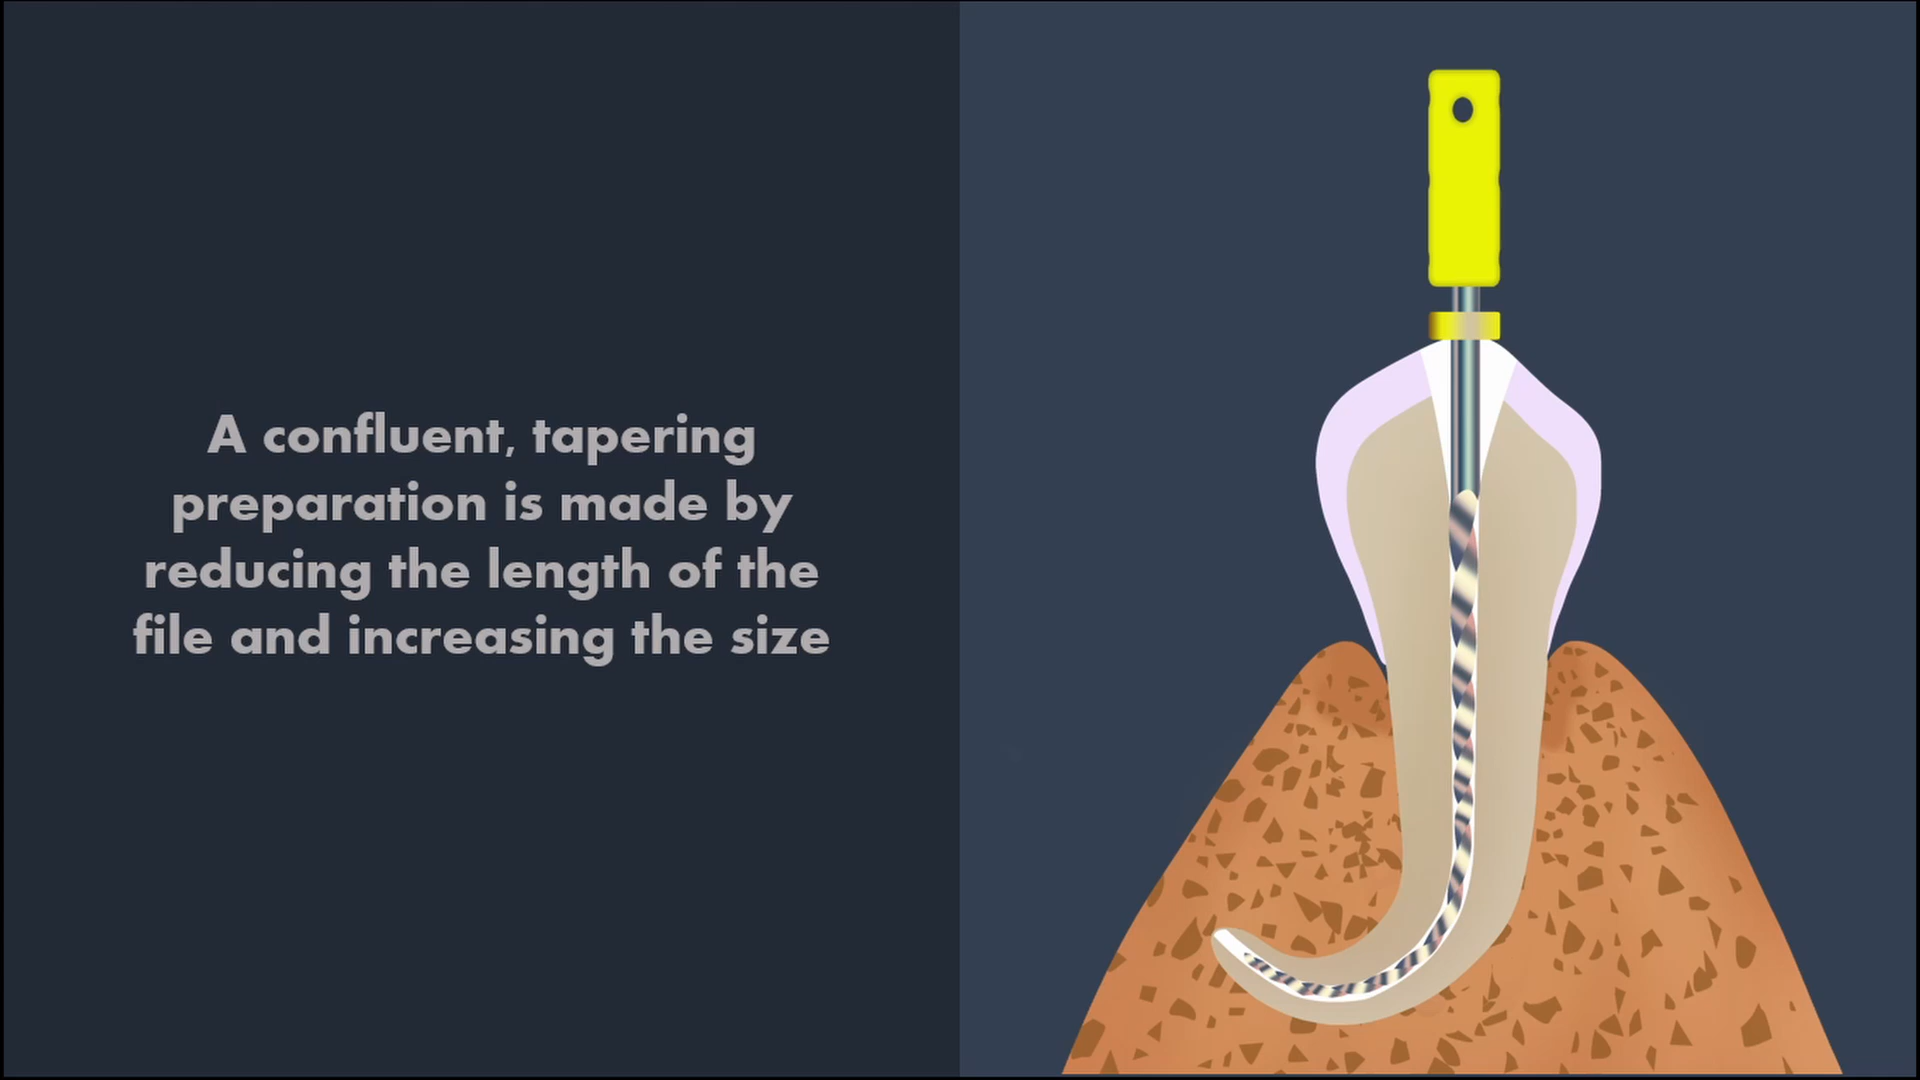 A confluent, tapering
preparation is made by
reducing the length of the
file and increasing the size